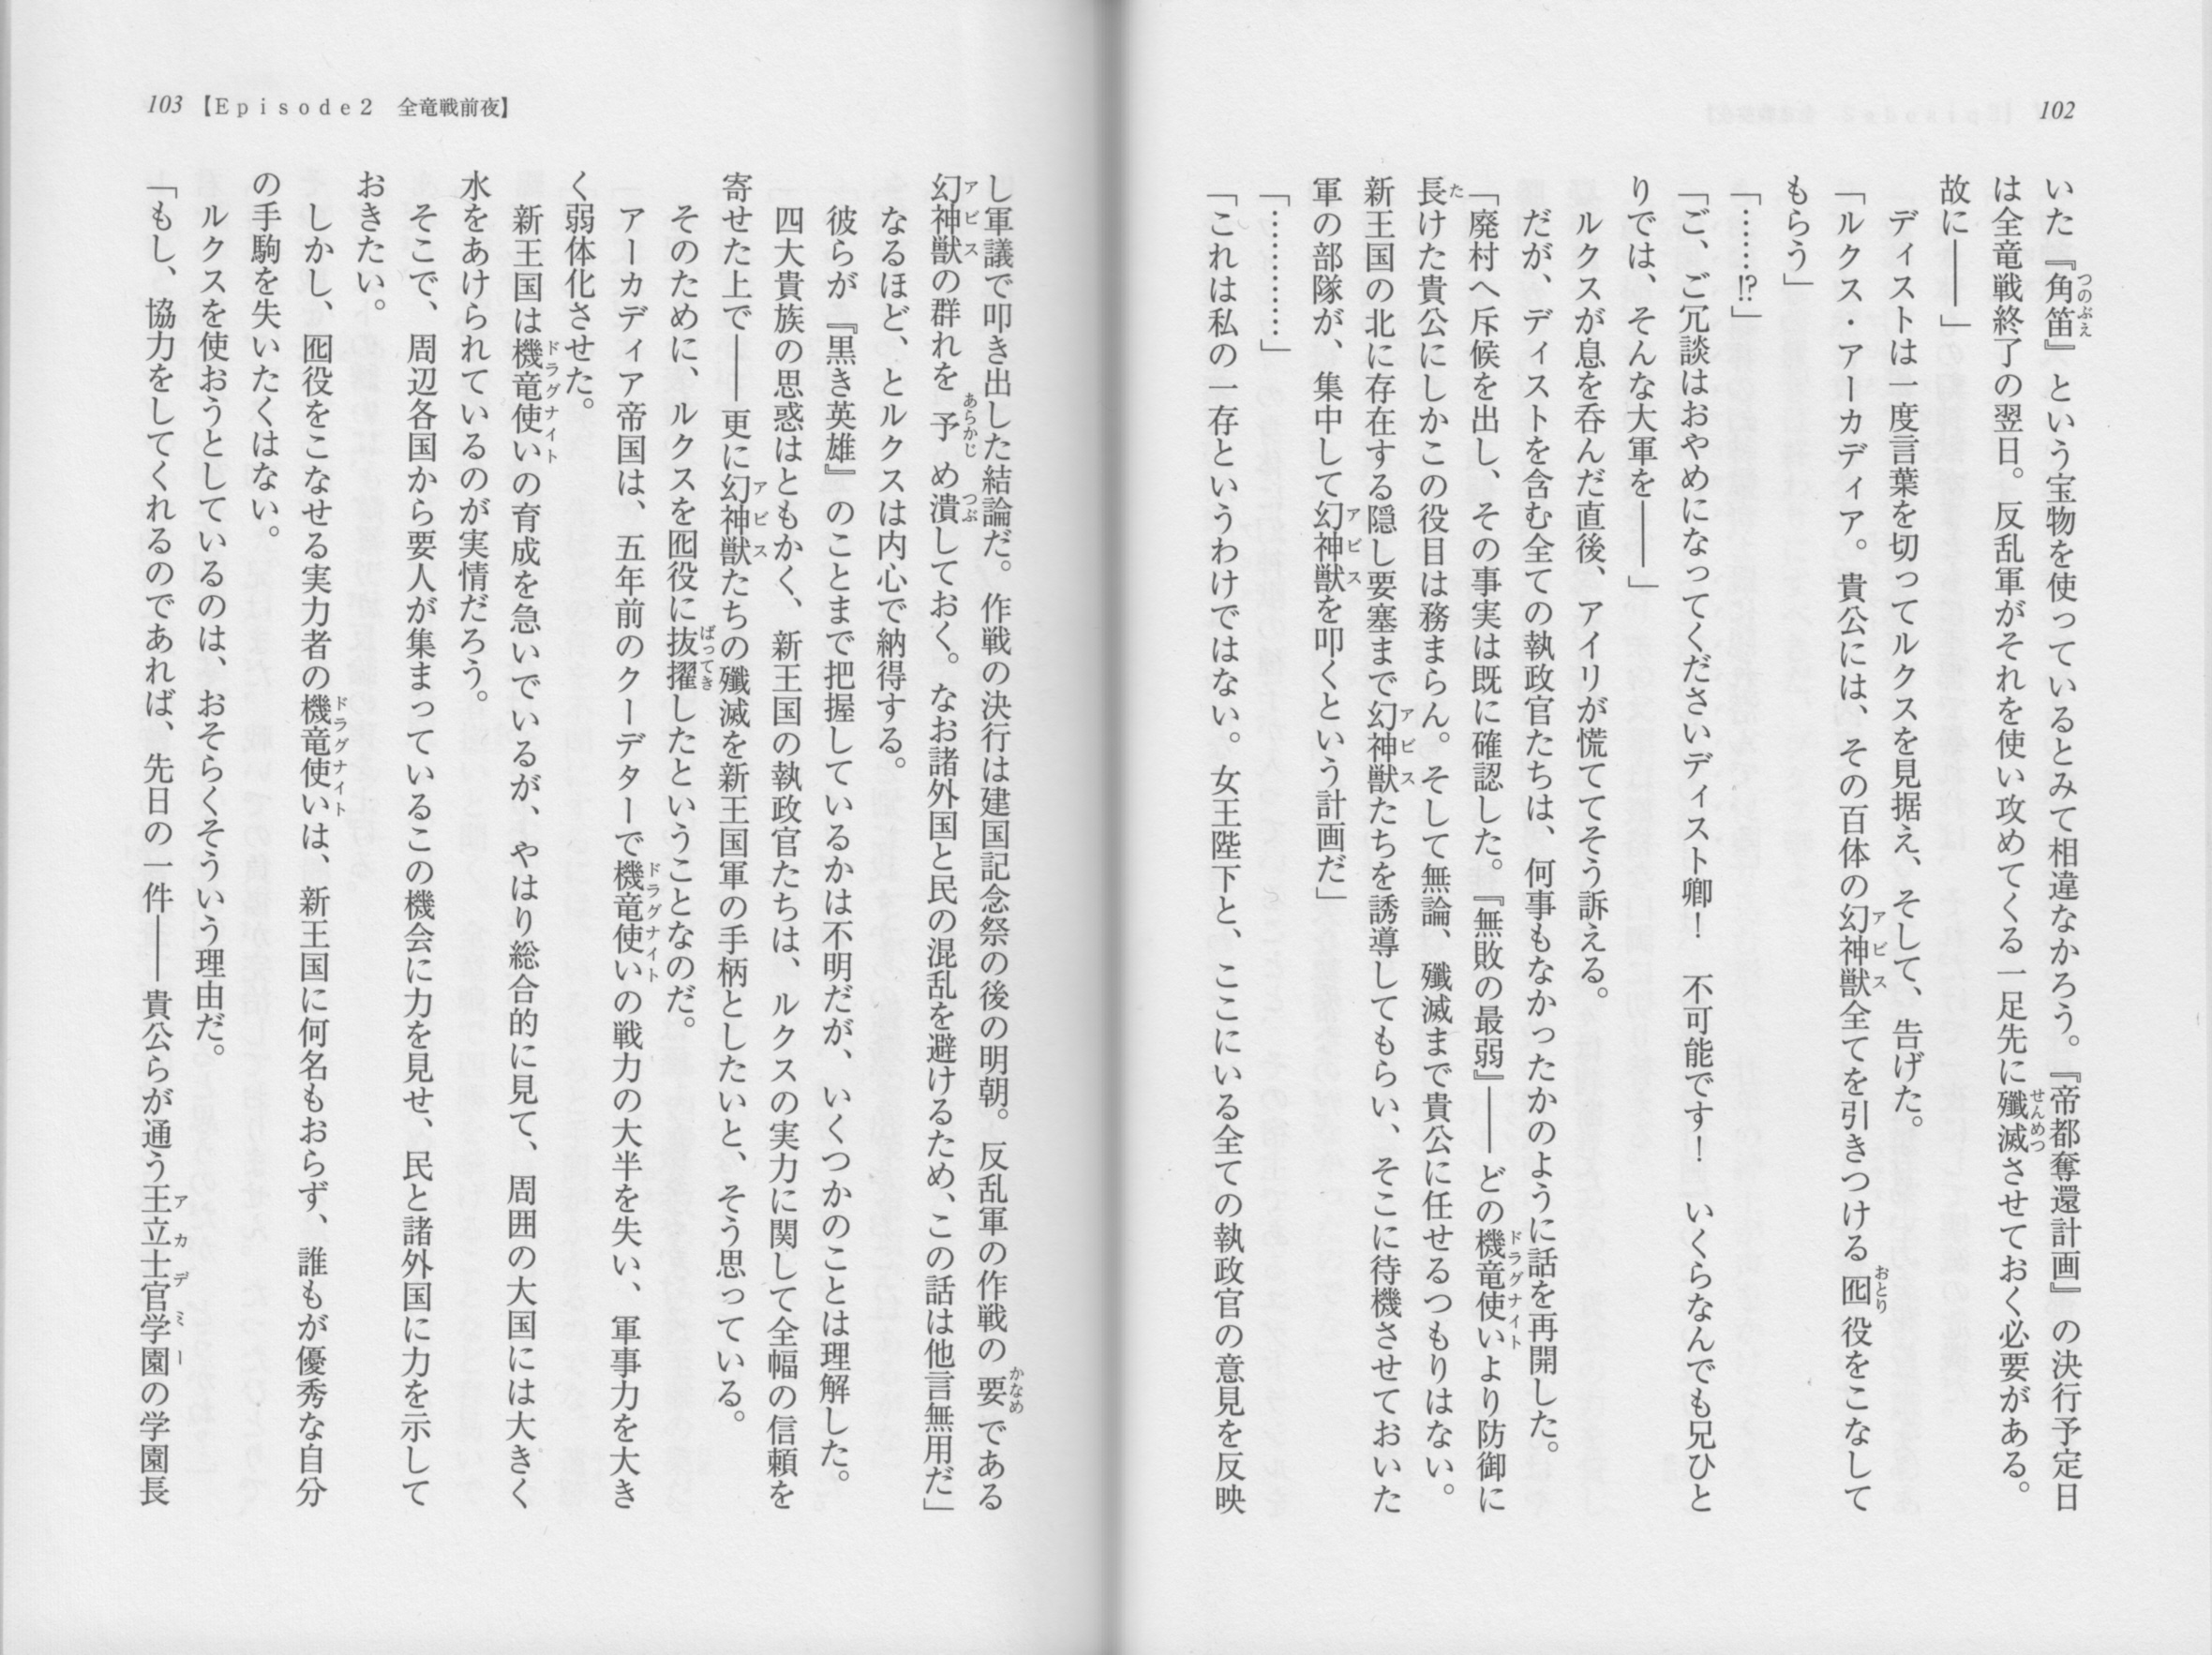 102
いた『角笛』という宝物を使っているとみて相違なかろう。『帝都奪還計画』の決行予定日
は全竜戦終了の翌日。反乱軍がそれを使い攻めてくる一足先に殲滅させておく必要がある。
故に――」
　ディストは一度言葉を切ってルクスを見据え、そして、告げた。
「ルクス・アーカディア。貴公には、その百体の幻神獣全てを引きつける囮役をこなして
もらう」
「……⁉」
「ご、ご冗談はおやめになってくださいディスト卿！　不可能です！　いくらなんでも兄ひと
りでは、そんな大軍を――」
　ルクスが息を呑んだ直後、アイリが慌ててそう訴える。
　だが、ディストを含む全ての執政官たちは、何事もなかったかのように話を再開した。
「廃村へ斥候を出し、その事実は既に確認した。『無敗の最弱』――どの機竜使いより防御に
長けた貴公にしかこの役目は務まらん。そして無論、殲滅まで貴公に任せるつもりはない。
新王国の北に存在する隠し要塞まで幻神獣たちを誘導してもらい、そこに待機させておいた
軍の部隊が、集中して幻神獣を叩くという計画だ」
「…………」
「これは私の一存というわけではない。女王陛下と、ここにいる全ての執政官の意見を反映
103【Episode2　全竜戦前夜】
し軍議で叩き出した結論だ。作戦の決行は建国記念祭の後の明朝。反乱軍の作戦の要である
幻神獣の群れを予め潰しておく。なお諸外国と民の混乱を避けるため、この話は他言無用だ」
　なるほど、とルクスは内心で納得する。
　彼らが『黒き英雄』のことまで把握しているかは不明だが、いくつかのことは理解した。
　四大貴族の思惑はともかく、新王国の執政官たちは、ルクスの実力に関して全幅の信頼を
寄せた上で――更に幻神獣たちの殲滅を新王国軍の手柄としたいと、そう思っている。
　そのために、ルクスを囮役に抜擢したということなのだ。
　アーカディア帝国は、五年前のクーデターで機竜使いの戦力の大半を失い、軍事力を大き
く弱体化させた。
　新王国は機竜使いの育成を急いでいるが、やはり総合的に見て、周囲の大国には大きく
水をあけられているのが実情だろう。
　そこで、周辺各国から要人が集まっているこの機会に力を見せ、民と諸外国に力を示して
おきたい。
　しかし、囮役をこなせる実力者の機竜使いは、新王国に何名もおらず、誰もが優秀な自分
の手駒を失いたくはない。
　ルクスを使おうとしているのは、おそらくそういう理由だ。
「もし、協力をしてくれるのであれば、先日の一件――貴公らが通う王立士官学園の学園長